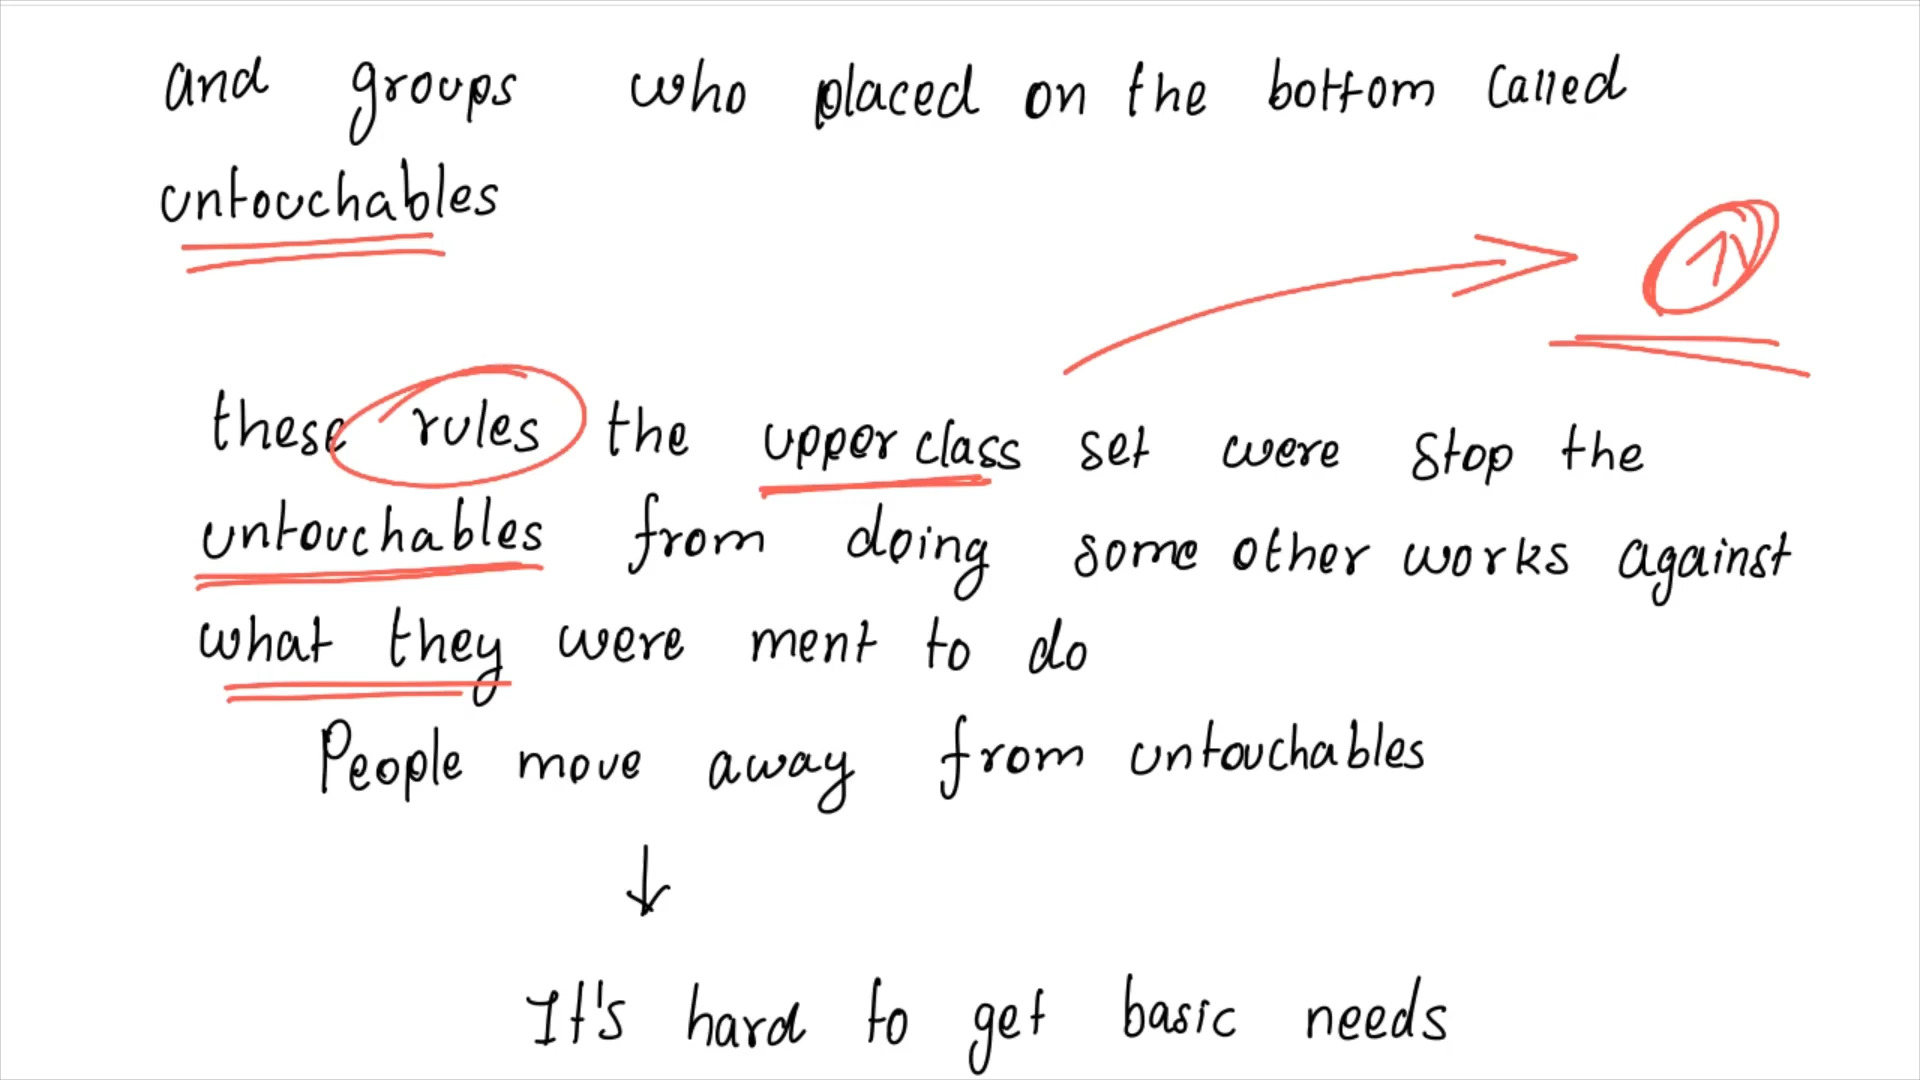 and groups who placed on the bottom called
untouchables
these rules the upper class set were stop the
untouchables from doing some other works against
what they were ment to do
People move away from untouchables
It's hard to get basic needs